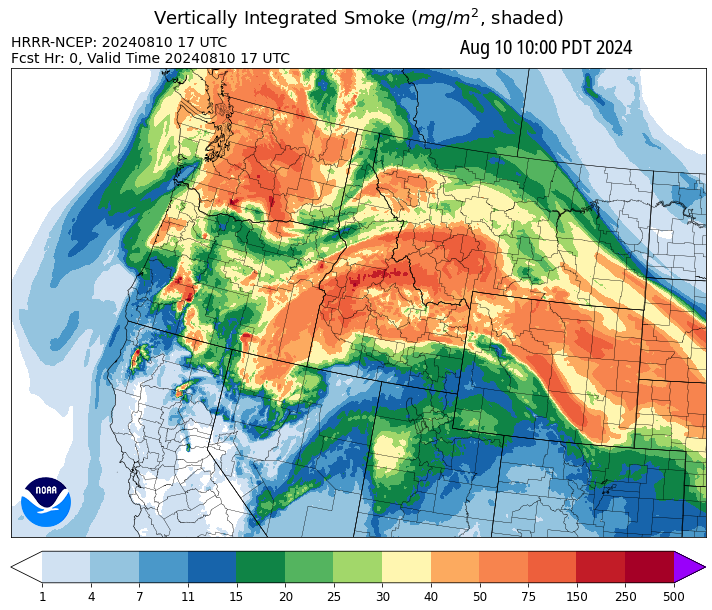 Vertically Integrated Smoke (mg/m², shaded)
HRRR-NCEP: 20240810 17 UTC
Aug 10 10:00 PDT 2024
Fcst Hr: 0, Valid Time 20240810 17 UTC
NOAA
1 4 7 11 15 20 25 30 40 50 75 150 250 500